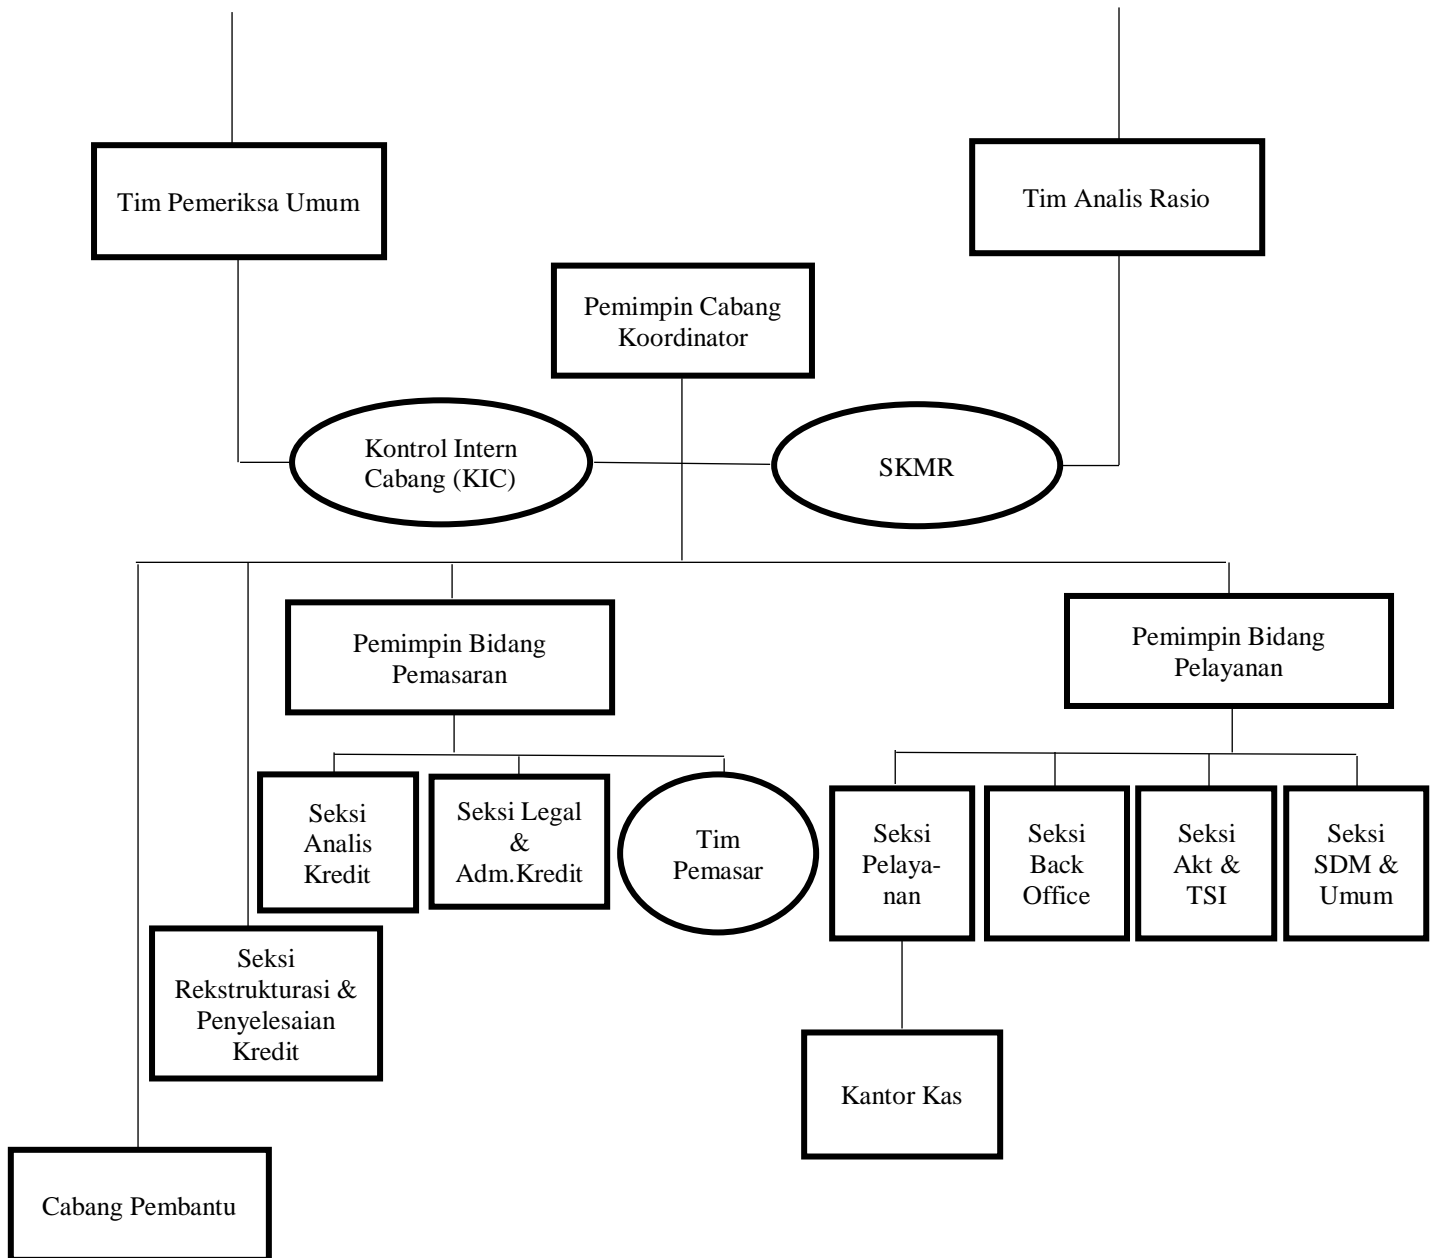 Tim Pemeriksa Umum
Tim Analis Rasio
Pemimpin Cabang
Koordinator
Kontrol Intern
Cabang (KIC)
SKMR
Pemimpin Bidang
Pemasaran
Pemimpin Bidang
Pelayanan
Seksi
Analis
Kredit
Seksi Legal
&
Adm.Kredit
Tim
Pemasar
Seksi
Pelaya-
nan
Seksi
Back
Office
Seksi
Akt &
TSI
Seksi
SDM &
Umum
Seksi
Rekstrukturasi &
Penyelesaian
Kredit
Kantor Kas
Cabang Pembantu